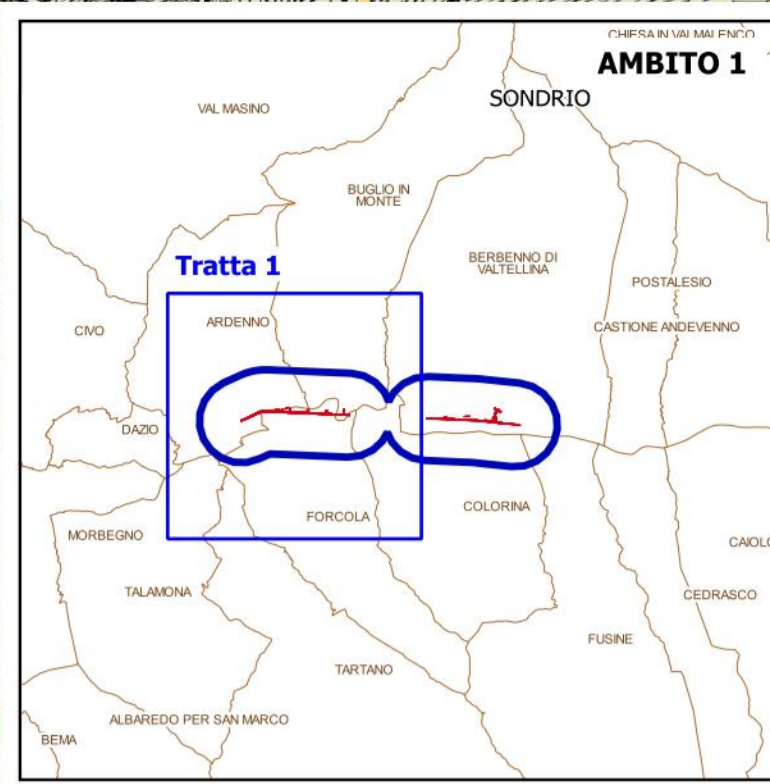 CHIESA IN VALMALENCO
AMBITO 1
SONDRIO
VAL MASINO
BUGLIO IN
MONTE
BERBENNO DI
VALTELLINA
Tratta 1
POSTALESIO
ARDENNO
CIVO
CASTIONE ANDEVENNO
DAZIO
COLORINA
FORCOLA
MORBEGNO
CAIOLO
TALAMONA
CEDRASCO
FUSINE
TARTANO
ALBAREDO PER SAN MARCO
BEMA